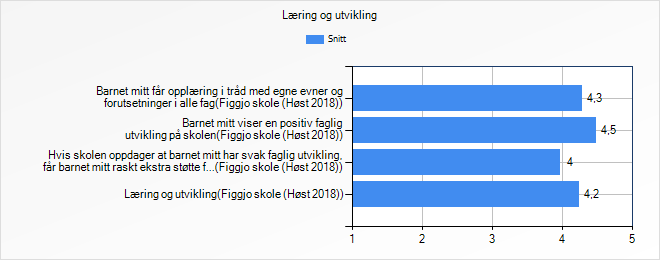 Læring og utvikling
Snitt
Barnet mitt får opplæring i tråd med egne evner og
forutsetninger i alle fag(Figgjo skole (Høst 2018))
4,3
Barnet mitt viser en positiv faglig
utvikling på skolen(Figgjo skole (Høst 2018))
4,5
Hvis skolen oppdager at barnet mitt har svak faglig utvikling,
får barnet mitt raskt ekstra støtte f...(Figgjo skole (Høst 2018))
4
Læring og utvikling(Figgjo skole (Høst 2018))
4,2
1 2 3 4 5